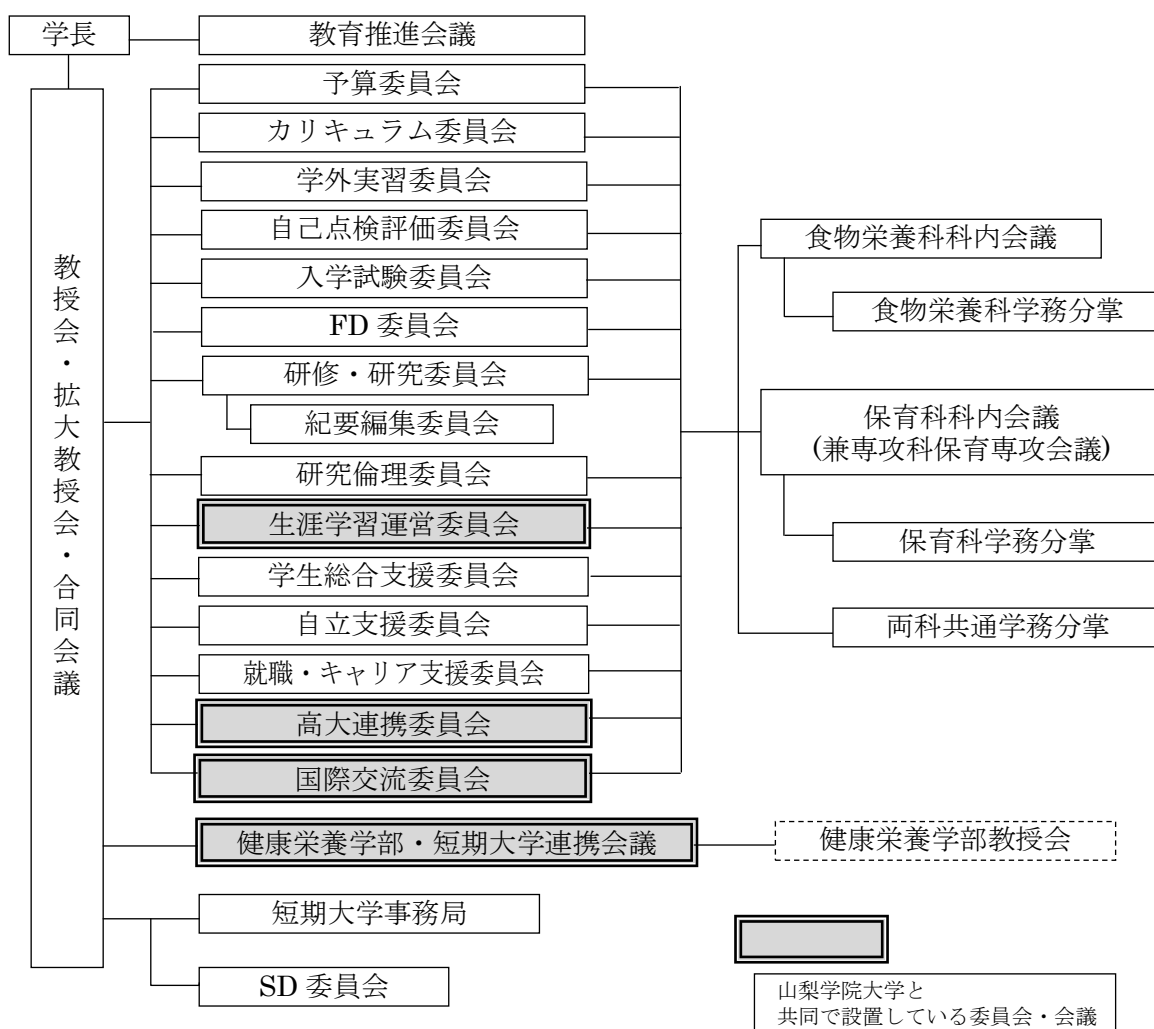 学長
教育推進会議
教授会・拡大教授会・合同会議
予算委員会
カリキュラム委員会
学外実習委員会
自己点検評価委員会
入学試験委員会
FD 委員会
研修・研究委員会
紀要編集委員会
研究倫理委員会
生涯学習運営委員会
学生総合支援委員会
自立支援委員会
就職・キャリア支援委員会
高大連携委員会
国際交流委員会
健康栄養学部・短期大学連携会議
健康栄養学部教授会
短期大学事務局
SD 委員会
食物栄養科科内会議
食物栄養科学務分掌
保育科科内会議
(兼専攻科保育専攻会議)
保育科学務分掌
両科共通学務分掌
山梨学院大学と
共同で設置している委員会・会議